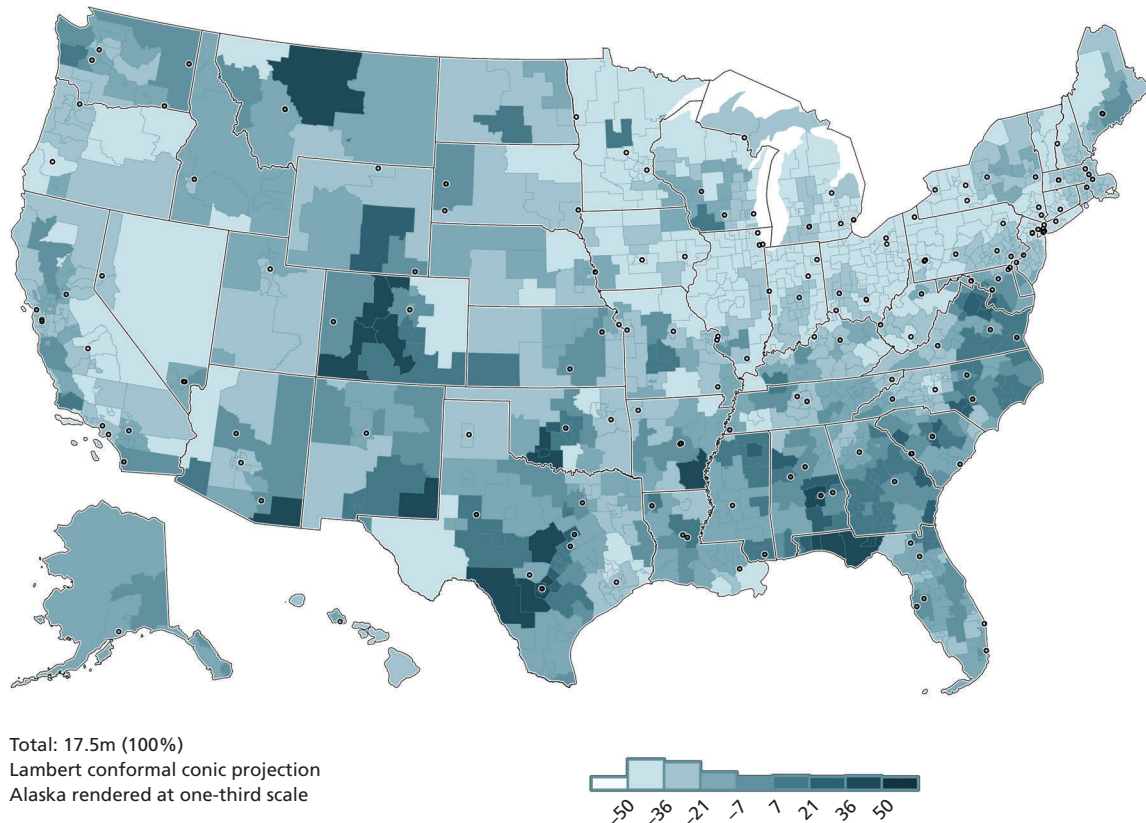 Total: 17.5m (100%)
Lambert conformal conic projection
Alaska rendered at one-third scale
–50
–36
–21
–7
7
21
36
50